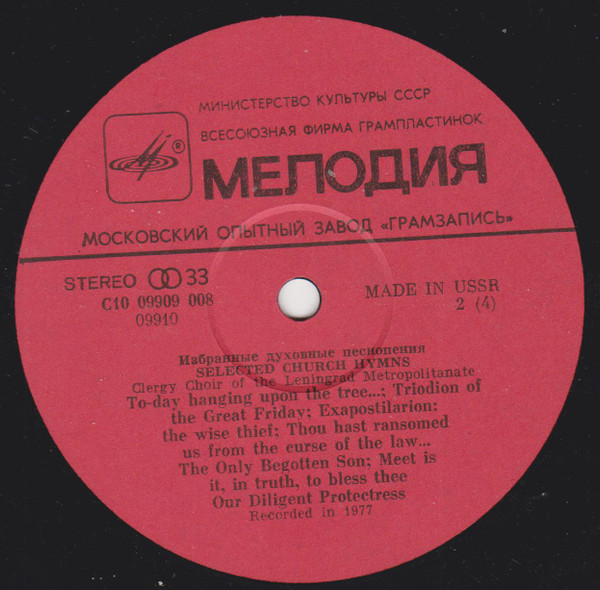 МИНИСТЕРСТВО КУЛЬТУРЫ СССР
ВСЕСОЮЗНАЯ ФИРМА ГРАМПЛАСТИНОК
®
МЕЛОДИЯ
МОСКОВСКИЙ ОПЫТНЫЙ ЗАВОД «ГРАМЗАПИСЬ»
STEREO 33
С10 09909 008
09910
MADE IN USSR
2 (4)
Избранные духовные песнопения
SELECTED CHURCH HYMNS
Clergy Choir of the Leningrad Metropolitanate
To-day hanging upon the tree...; Triodion of
the Great Friday; Exapostilarion:
the wise thief; Thou hast ransomed
us from the curse of the law...
The Only Begotten Son; Meet is
it, in truth, to bless thee
Our Diligent Protectress
Recorded in 1977